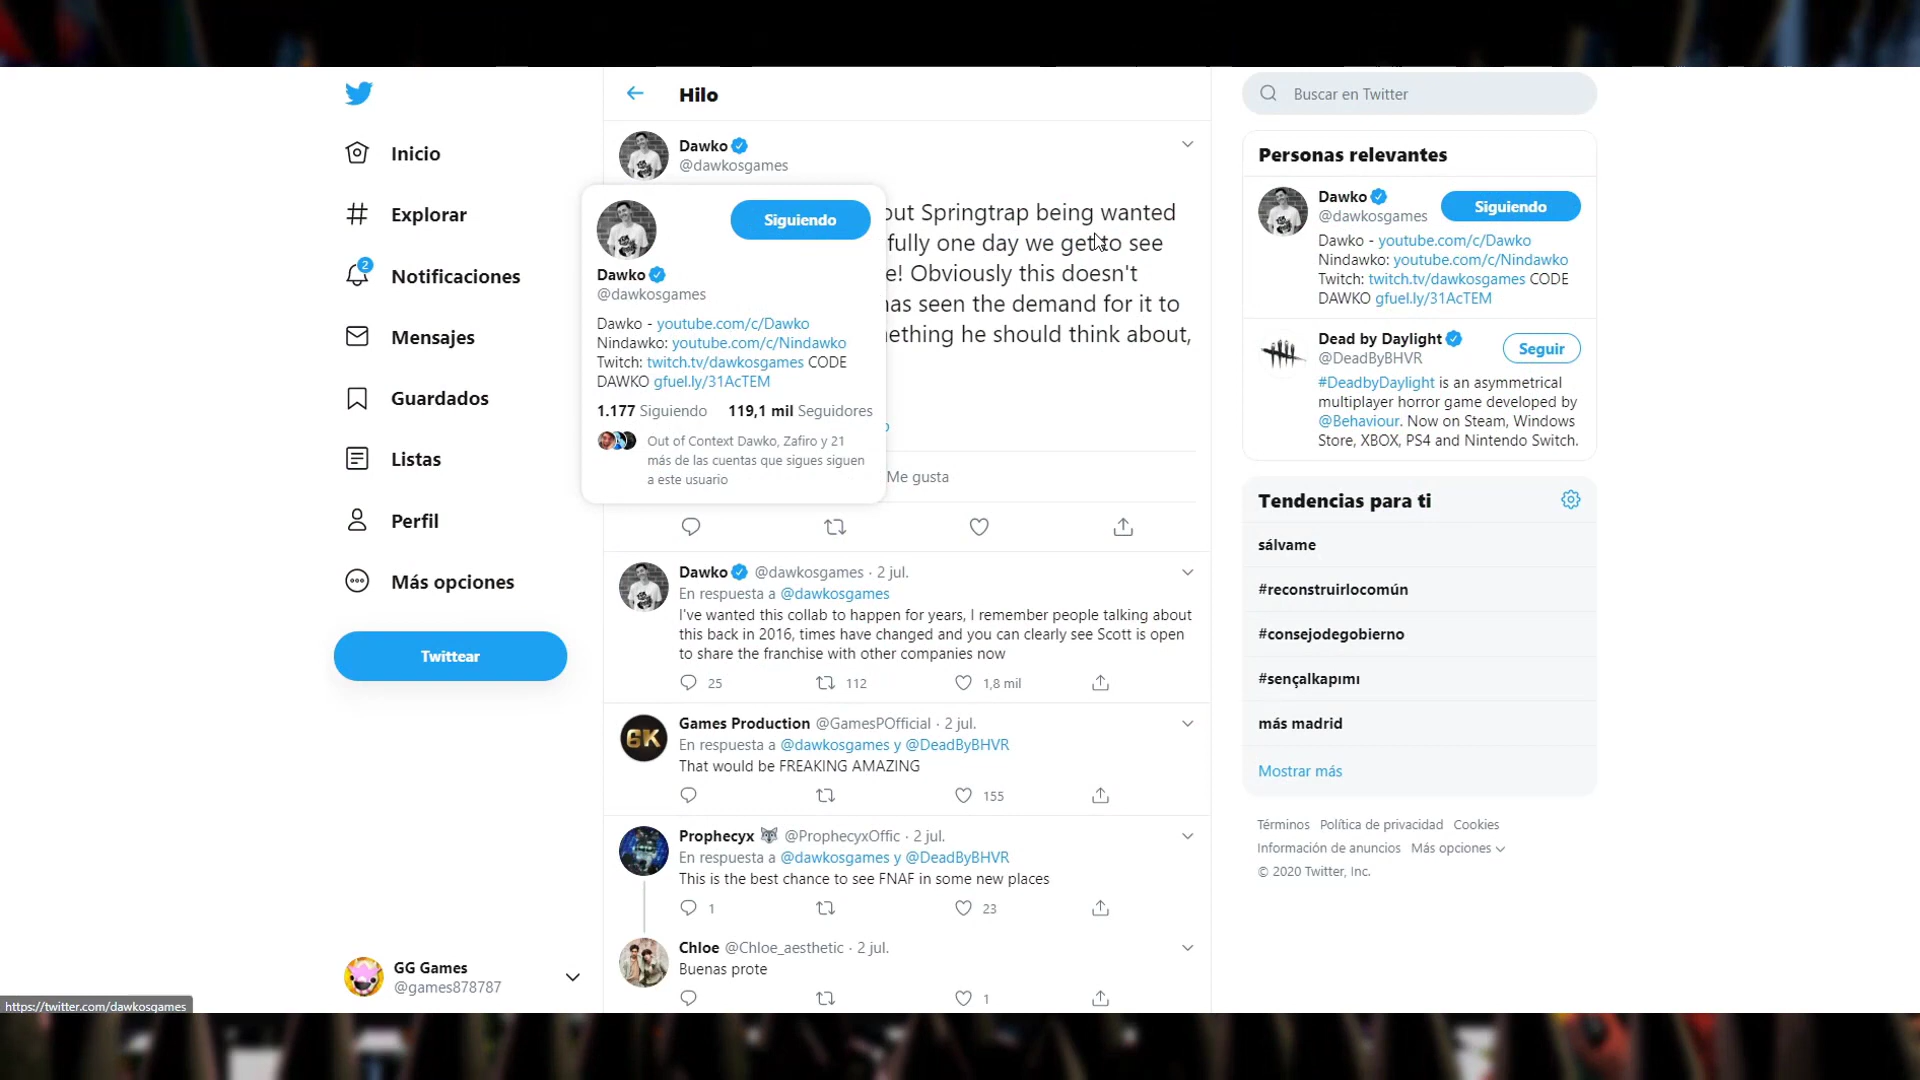 Inicio
Explorar
2
Notificaciones
Mensajes
Guardados
Listas
Perfil
Más opciones
Twittear
GG Games
@games878787
https://twitter.com/dawkosgames
Hilo
Dawko
@dawkosgames
out Springtrap being wanted
fully one day we get to see
e! Obviously this doesn't
as seen the demand for it to
ething he should think about,
Me gusta
Siguiendo
Dawko
@dawkosgames
Dawko - youtube.com/c/Dawko
Nindawko: youtube.com/c/Nindawko
Twitch: twitch.tv/dawkosgames CODE
DAWKO gfuel.ly/31AcTEM
1.177 Siguiendo 119,1 mil Seguidores
Out of Context Dawko, Zafiro y 21
más de las cuentas que sigues siguen
a este usuario
Dawko @dawkosgames · 2 jul.
En respuesta a @dawkosgames
I've wanted this collab to happen for years, I remember people talking about
this back in 2016, times have changed and you can clearly see Scott is open
to share the franchise with other companies now
25 112 1,8 mil
Games Production @GamesPOfficial · 2 jul.
GK
En respuesta a @dawkosgames y @DeadByBHVR
That would be FREAKING AMAZING
155
Prophecyx @ProphecyxOffic · 2 jul.
En respuesta a @dawkosgames y @DeadByBHVR
This is the best chance to see FNAF in some new places
1 23
Chloe @Chloe_aesthetic · 2 jul.
Buenas prote
1
Buscar en Twitter
Personas relevantes
Dawko
@dawkosgames
Siguiendo
Dawko - youtube.com/c/Dawko
Nindawko: youtube.com/c/Nindawko
Twitch: twitch.tv/dawkosgames CODE
DAWKO gfuel.ly/31AcTEM
Dead by Daylight
@DeadByBHVR
Seguir
#DeadbyDaylight is an asymmetrical
multiplayer horror game developed by
@Behaviour. Now on Steam, Windows
Store, XBOX, PS4 and Nintendo Switch.
Tendencias para ti
sálvame
#reconstruirlocomún
#consejodegobierno
#sençalkapımı
más madrid
Mostrar más
Términos Política de privacidad Cookies
Información de anuncios Más opciones
© 2020 Twitter, Inc.